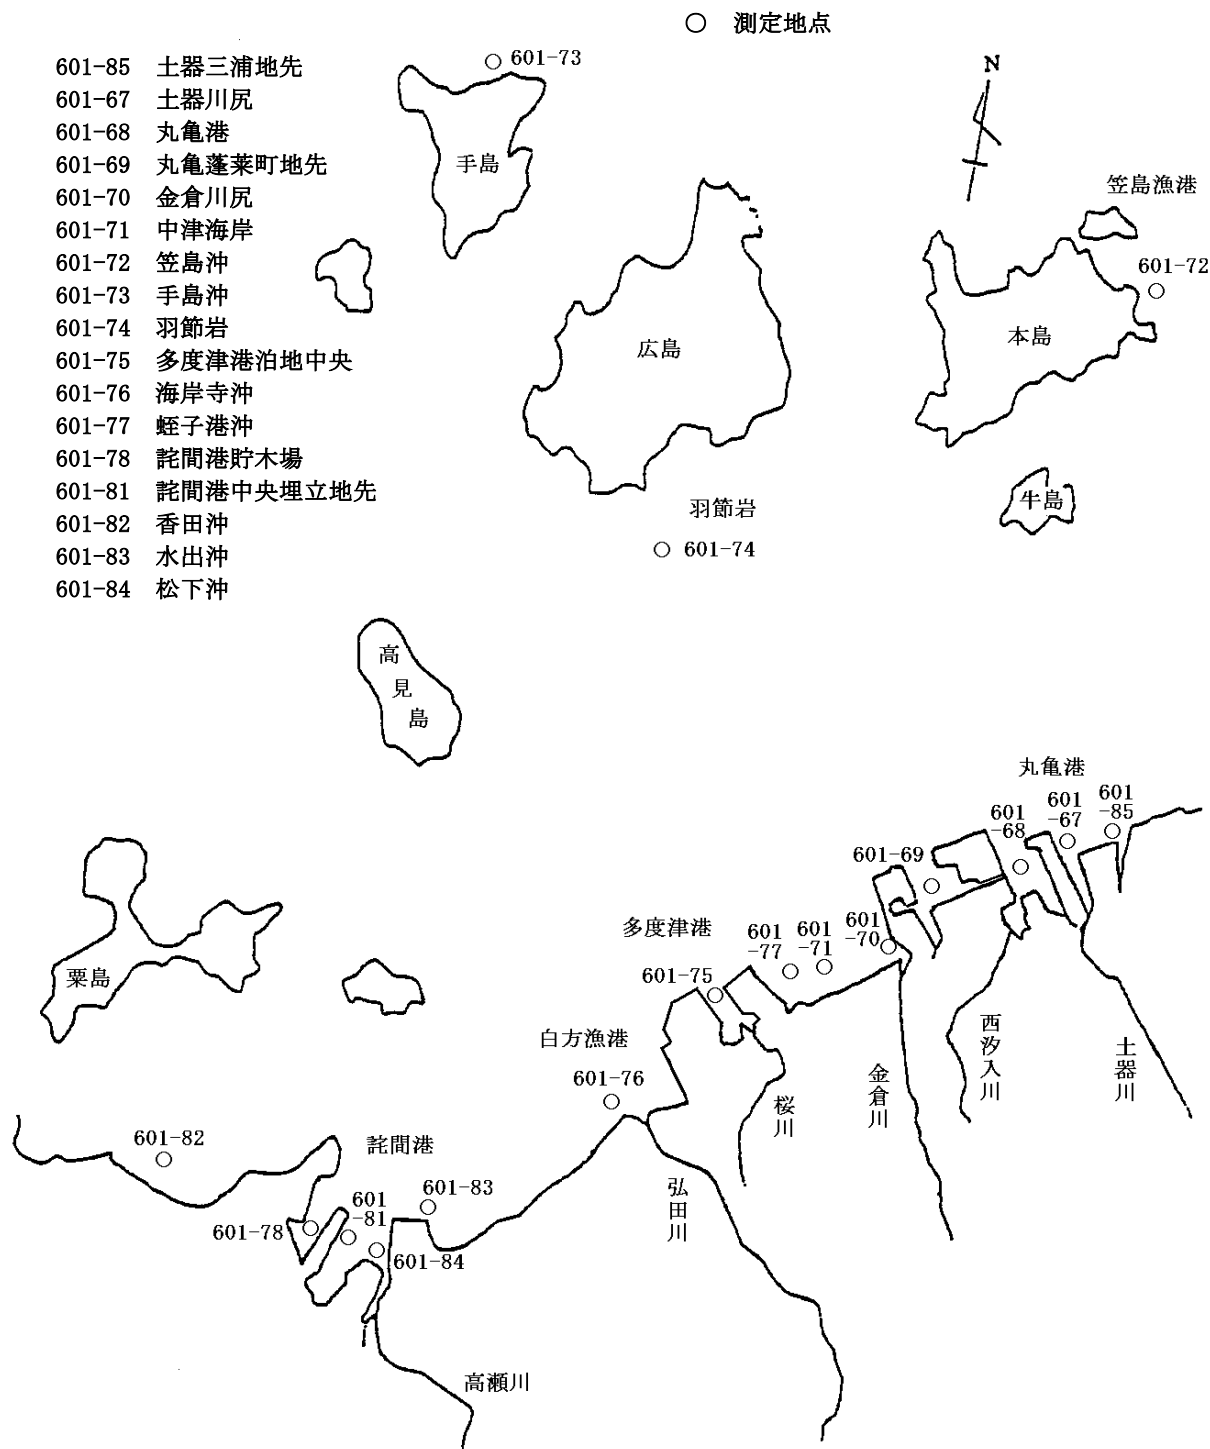 ○　測定地点
601-85　土器三浦地先
601-67　土器川尻
601-68　丸亀港
601-69　丸亀蓬莱町地先
601-70　金倉川尻
601-71　中津海岸
601-72　笠島沖
601-73　手島沖
601-74　羽節岩
601-75　多度津港泊地中央
601-76　海岸寺沖
601-77　蛭子港沖
601-78　詫間港貯木場
601-81　詫間港中央埋立地先
601-82　香田沖
601-83　水出沖
601-84　松下沖
601-73
手島
N
笠島漁港
601-72
広島
本島
牛島
羽節岩
601-74
高見島
丸亀港
601
-85
601
-67
601
-68
601-69
601
-70
多度津港
601
-77
601
-71
601-75
粟島
白方漁港
601-76
西汐入川
土器川
金倉川
桜川
601-82
詫間港
601-83
弘田川
601
-81
601-78
601-84
高瀬川